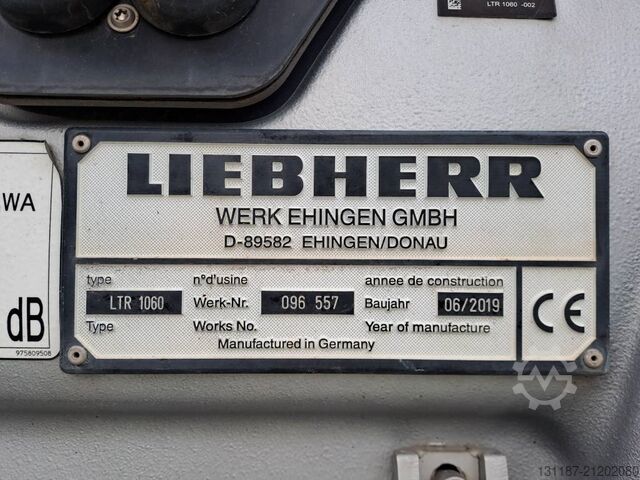 LTR 1060 -002
LIEBHERR
WERK EHINGEN GMBH
D-89582 EHINGEN/DONAU
type n°d'usine annee de construction
LTR 1060 Werk-Nr. 096 557 Baujahr 06/2019
Type Works No. Year of manufacture
Manufactured in Germany
CE
WA
dB
975809508
131187-21202080